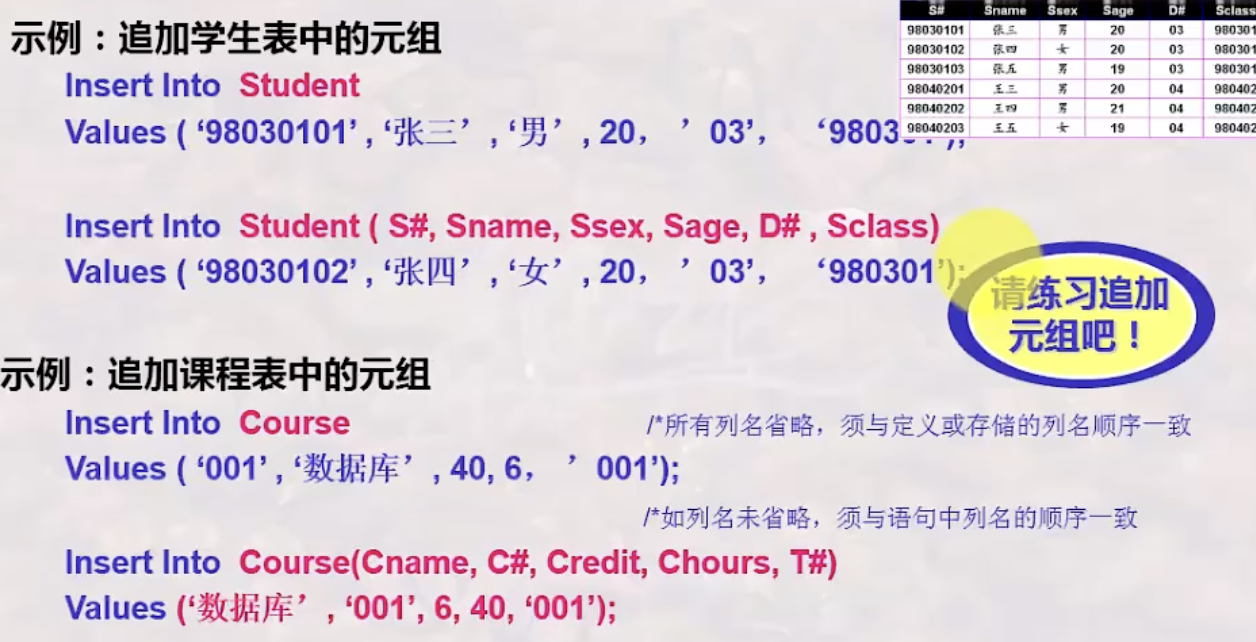 示例：追加学生表中的元组
Insert Into Student
Values ( ‘98030101’ , ‘张三’ , ‘男’ , 20， ’03’， ‘9803
Insert Into Student ( S#, Sname, Ssex, Sage, D# , Sclass)
Values ( ‘98030102’ , ‘张四’ , ‘女’ , 20， ’03’， ‘980301’);
S# Sname Ssex Sage D# Sclass
98030101 张三 男 20 03 980301
98030102 张四 女 20 03 980301
98030103 张五 男 19 03 980301
98040201 王三 男 20 04 980402
98040202 王四 男 21 04 980402
98040203 王五 女 19 04 980402
请练习追加
元组吧！
示例：追加课程表中的元组
Insert Into Course
/*所有列名省略，须与定义或存储的列名顺序一致
Values ( ‘001’ , ‘数据库’ , 40, 6， ’001’);
/*如列名未省略，须与语句中列名的顺序一致
Insert Into Course(Cname, C#, Credit, Chours, T#)
Values (‘数据库’ , ‘001’, 6, 40, ‘001’);